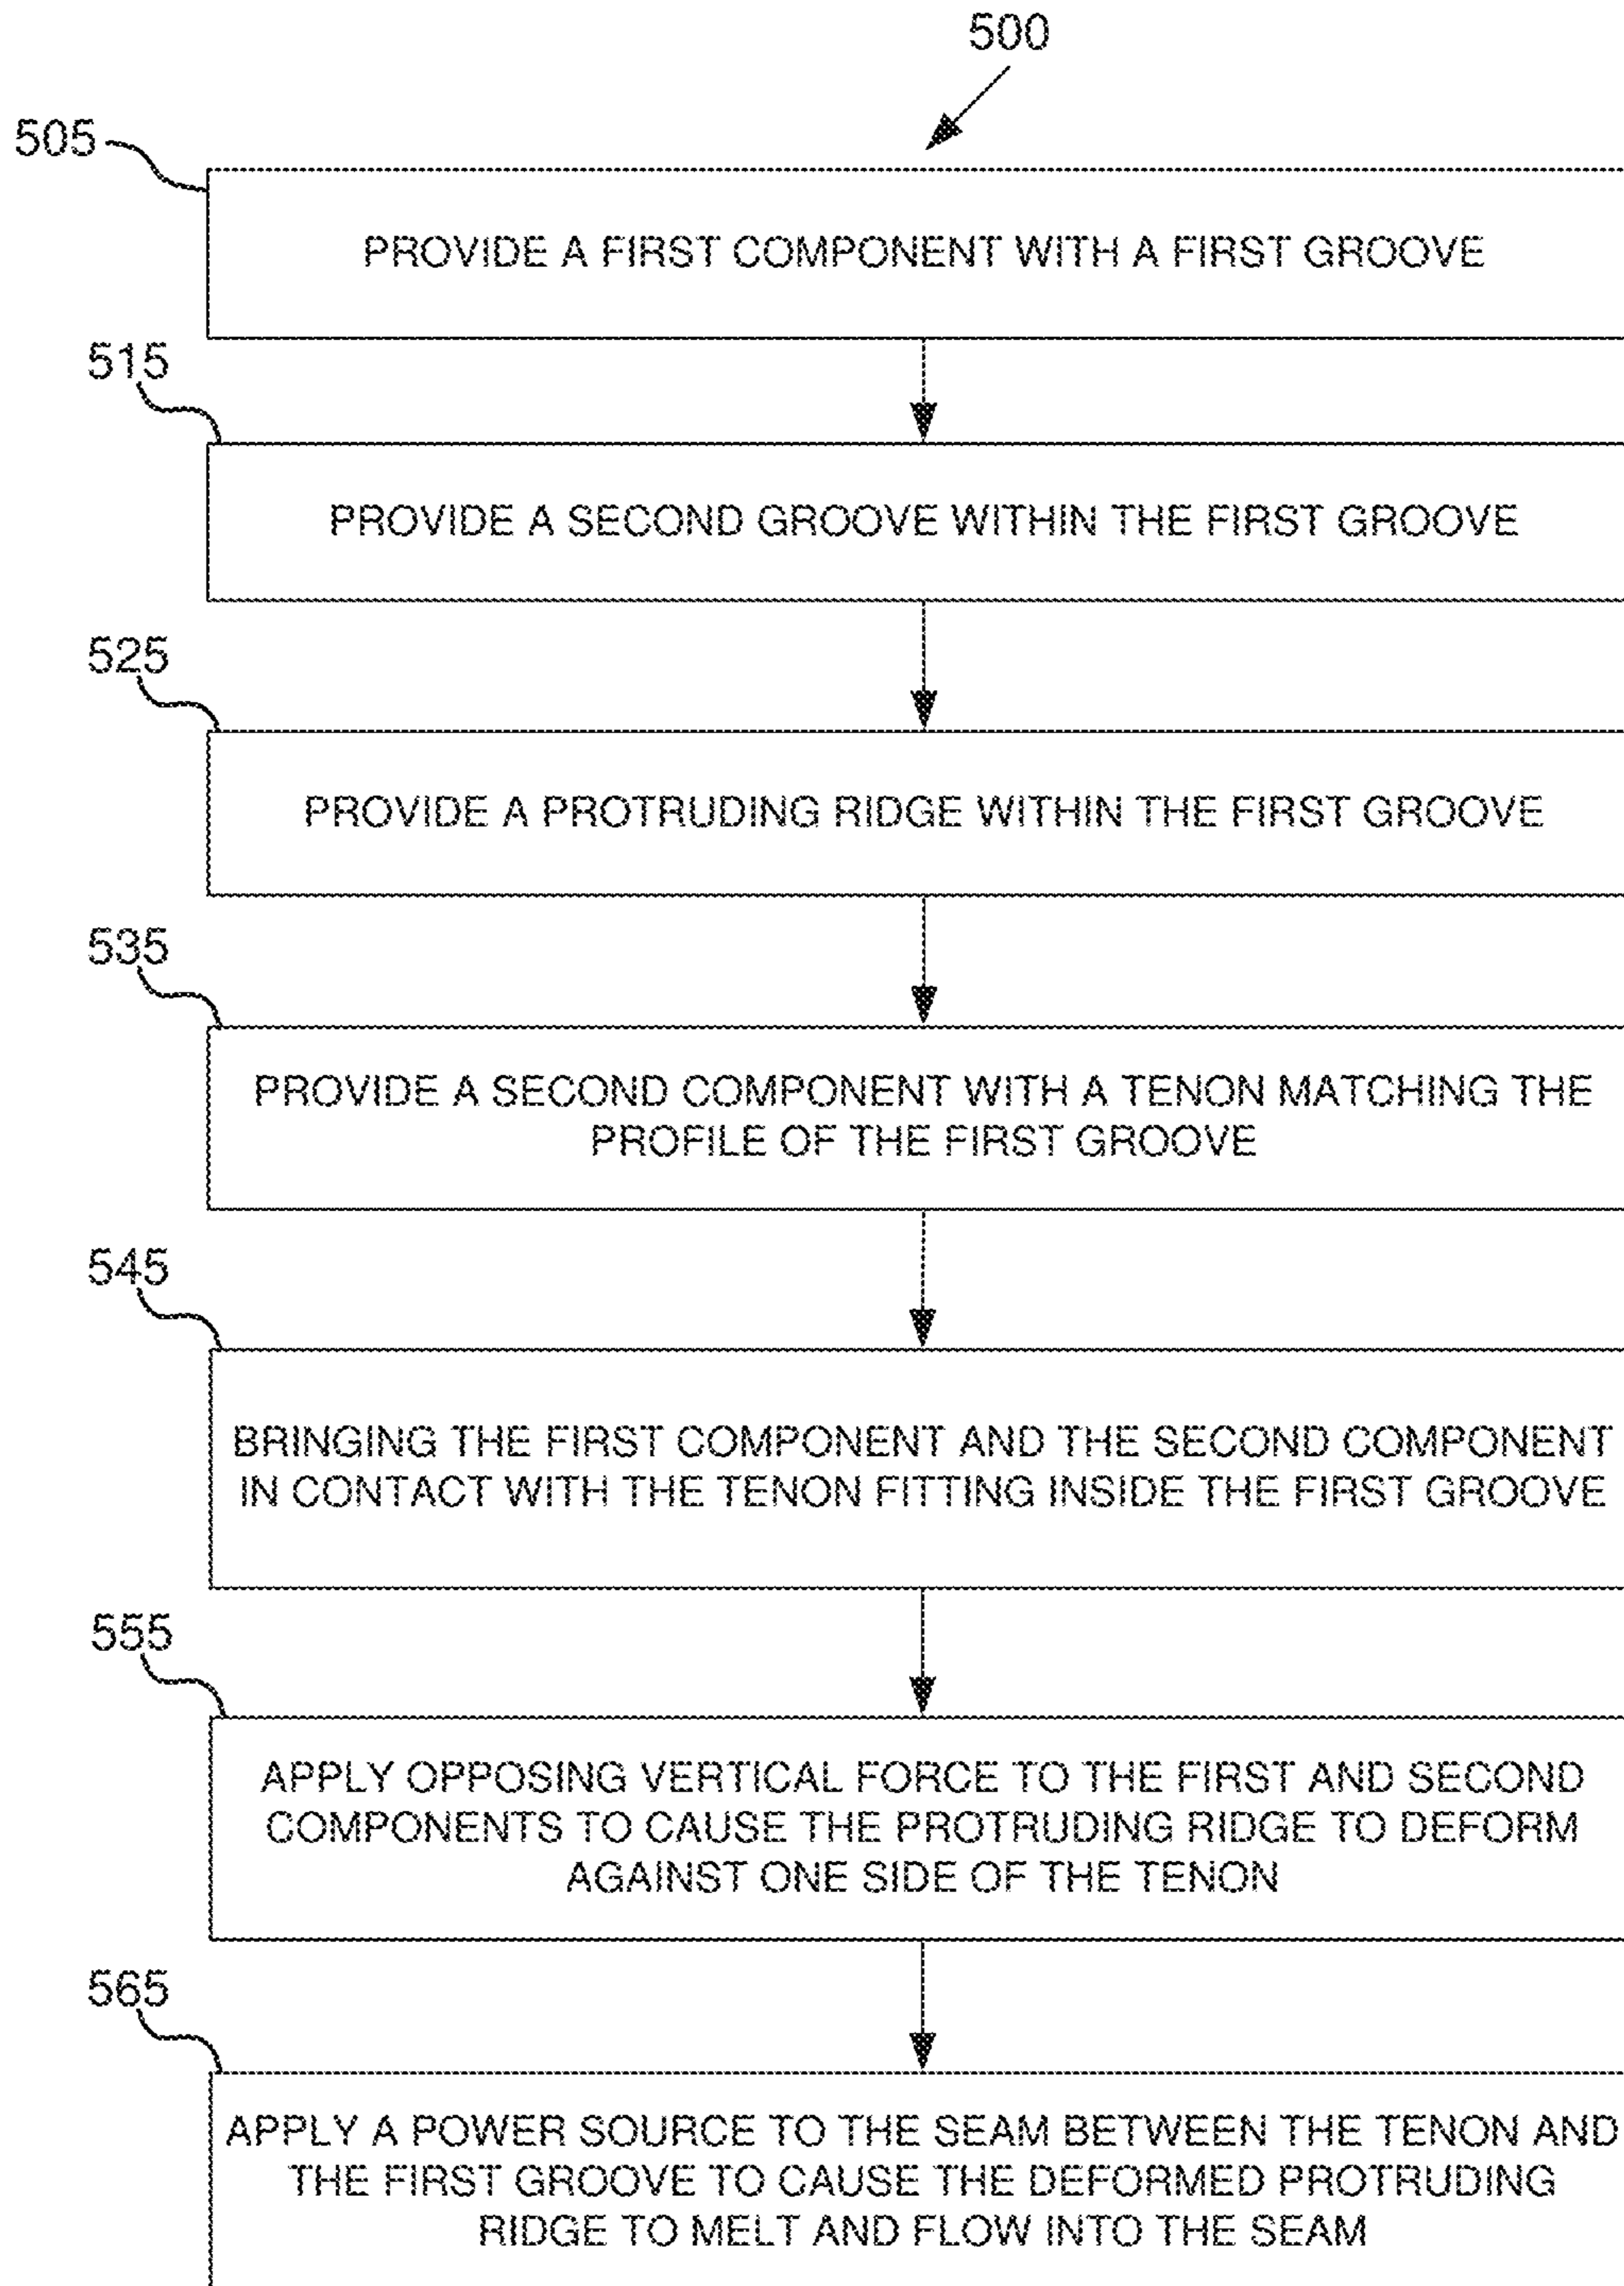 500
505
PROVIDE A FIRST COMPONENT WITH A FIRST GROOVE
515
PROVIDE A SECOND GROOVE WITHIN THE FIRST GROOVE
525
PROVIDE A PROTRUDING RIDGE WITHIN THE FIRST GROOVE
535
PROVIDE A SECOND COMPONENT WITH A TENON MATCHING THE
PROFILE OF THE FIRST GROOVE
545
BRINGING THE FIRST COMPONENT AND THE SECOND COMPONENT
IN CONTACT WITH THE TENON FITTING INSIDE THE FIRST GROOVE
555
APPLY OPPOSING VERTICAL FORCE TO THE FIRST AND SECOND
COMPONENTS TO CAUSE THE PROTRUDING RIDGE TO DEFORM
AGAINST ONE SIDE OF THE TENON
565
APPLY A POWER SOURCE TO THE SEAM BETWEEN THE TENON AND
THE FIRST GROOVE TO CAUSE THE DEFORMED PROTRUDING
RIDGE TO MELT AND FLOW INTO THE SEAM